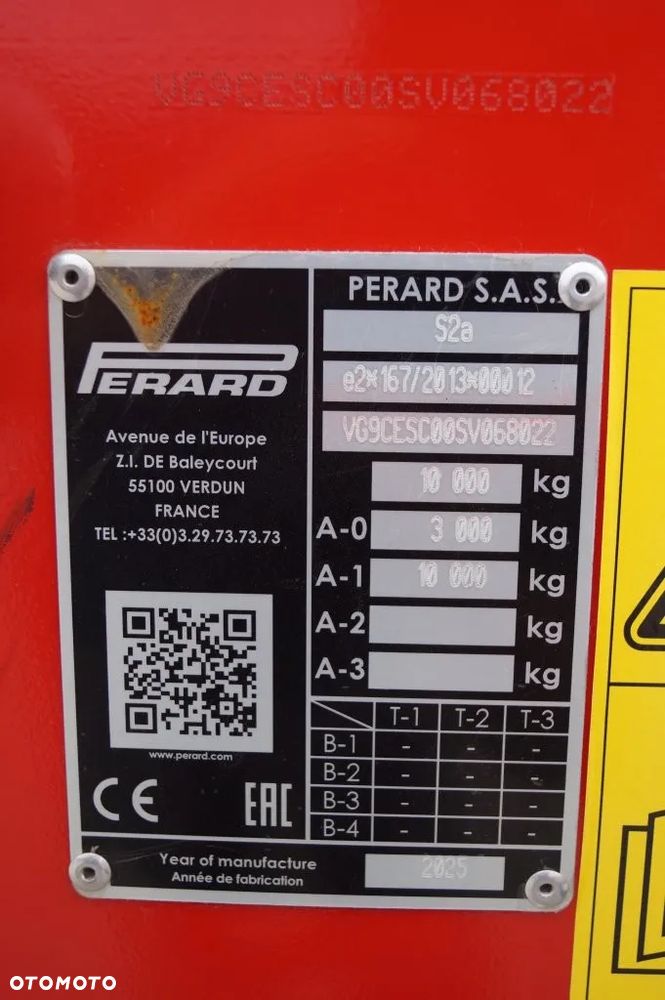 VG9CESC00SV068022
PERARD
Avenue de l'Europe
Z.I. DE Baleycourt
55100 VERDUN
FRANCE
TEL :+33(0)3.29.73.73.73
www.perard.com
CE EAC
PERARD S.A.S.
S2a
e2*167/2013*00012
VG9CESC00SV068022
10 000 kg
A-0 3 000 kg
A-1 10 000 kg
A-2 kg
A-3 kg
T-1 T-2 T-3
B-1 - - -
B-2 - - -
B-3 - - -
B-4 - - -
Year of manufacture 2025
Année de fabrication
OTOMOTO